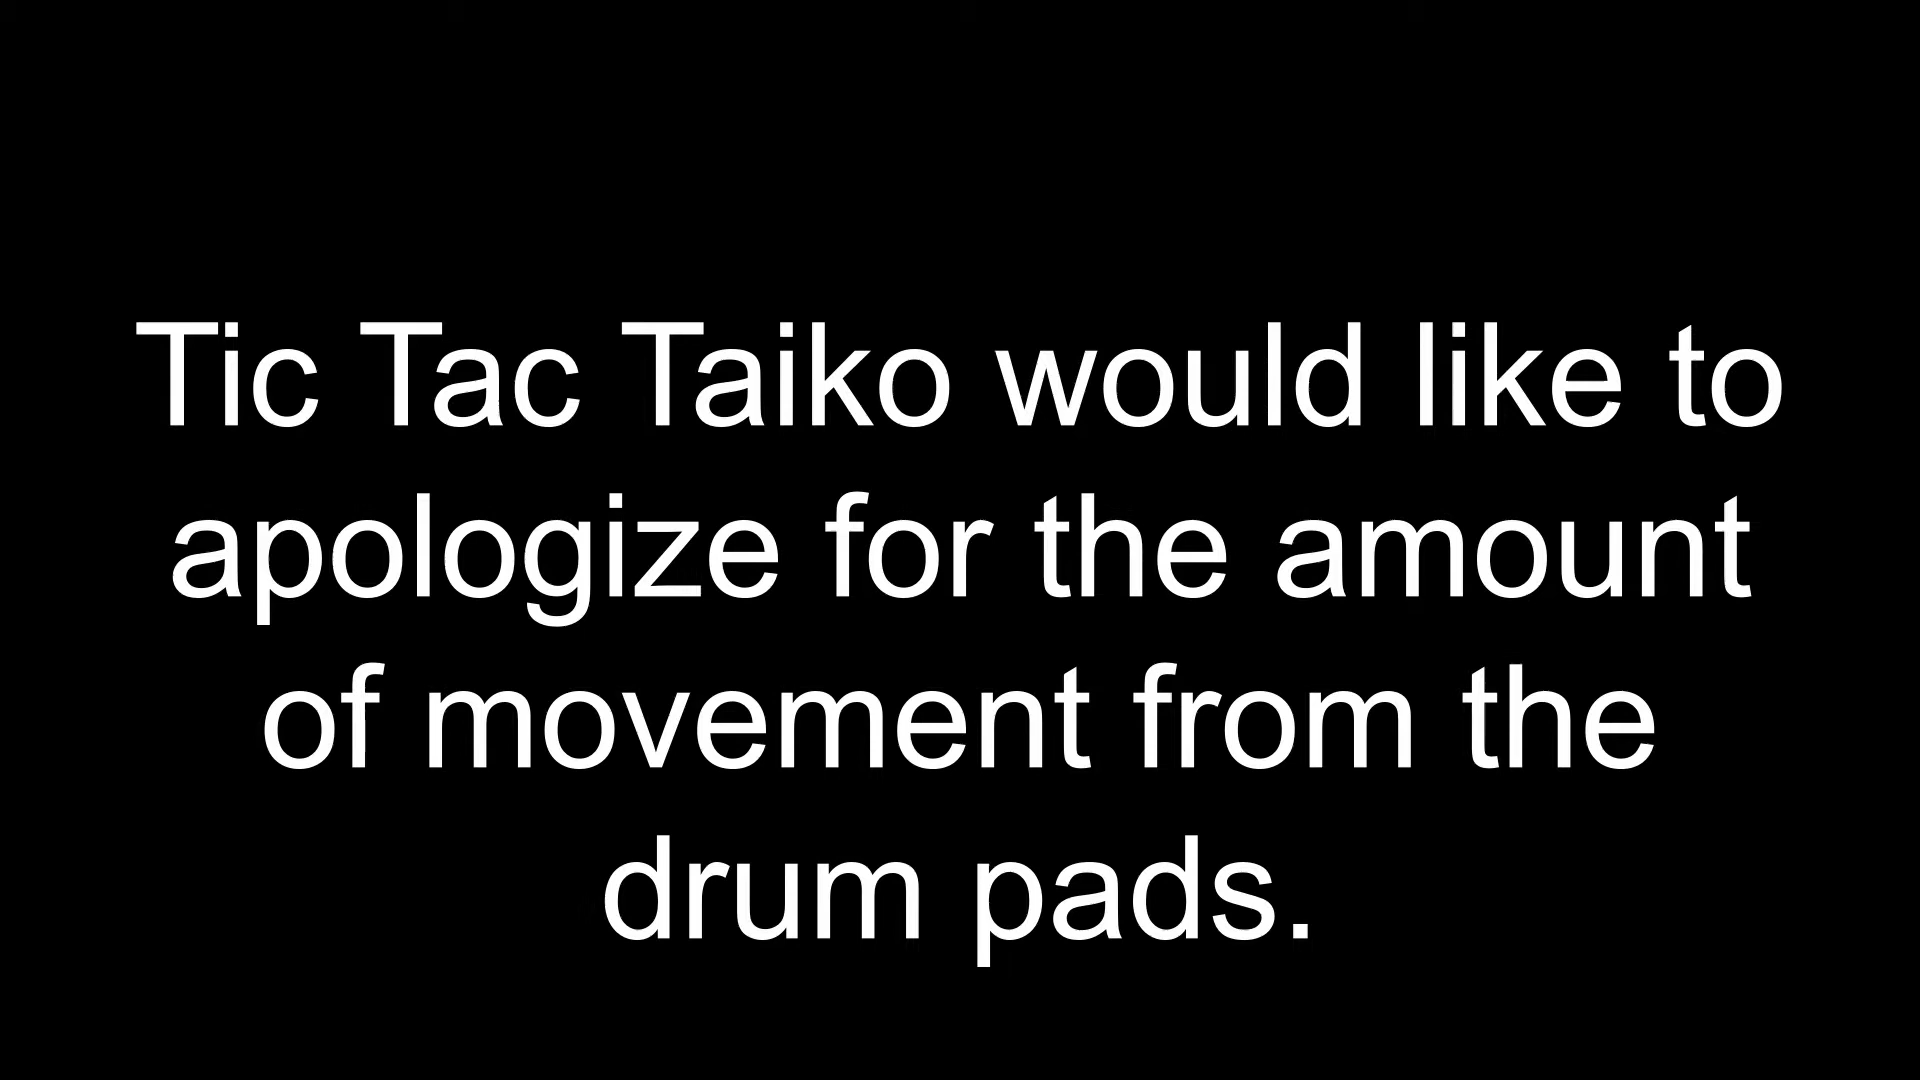 Tic Tac Taiko would like to
apologize for the amount
of movement from the
drum pads.